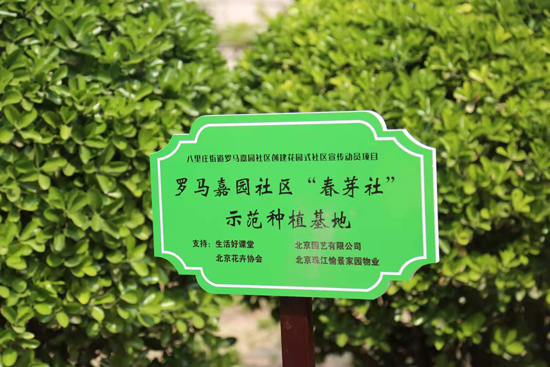 八里庄街道罗马嘉园社区创建花园式社区宣传动员项目
罗马嘉园社区“春芽社”
示范种植基地
支持：生活好课堂 北京园艺有限公司
北京花卉协会 北京珠江愉景家园物业